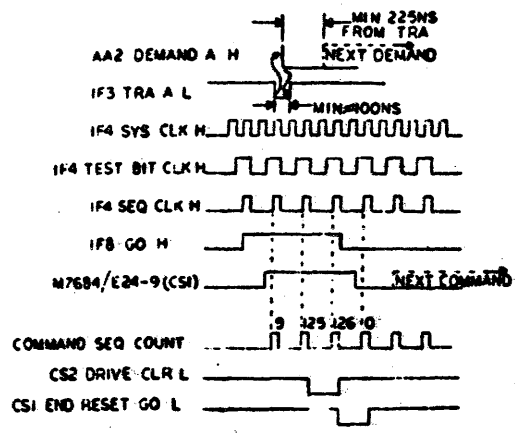 MIN 225NS
FROM TRA
AA2 DEMAND A H
NEXT DEMAND
IF3 TRA A L
MIN=100NS
IF4 SYS CLK H
IF4 TEST BIT CLK H
IF4 SEQ CLK H
IF8 GO H
M7684/E24-9(CS1)
NEXT COMMAND
9 125 126 0
COMMAND SEQ COUNT
CS2 DRIVE CLR L
CS1 END RESET GO L